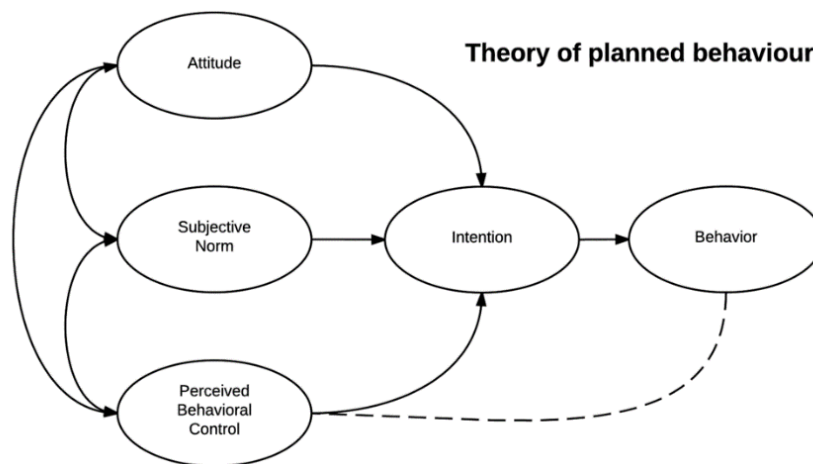 Theory of planned behaviour
Attitude
Subjective
Norm
Intention
Behavior
Perceived
Behavioral
Control